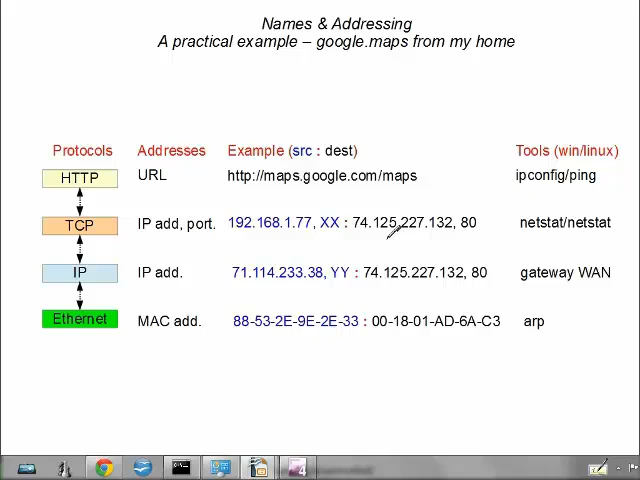 Names & Addressing
A practical example – google.maps from my home
Protocols Addresses Example (src : dest) Tools (win/linux)
HTTP URL http://maps.google.com/maps ipconfig/ping
TCP IP add, port. 192.168.1.77, XX : 74.125.227.132, 80 netstat/netstat
IP IP add. 71.114.233.38, YY : 74.125.227.132, 80 gateway WAN
Ethernet MAC add. 88-53-2E-9E-2E-33 : 00-18-01-AD-6A-C3 arp